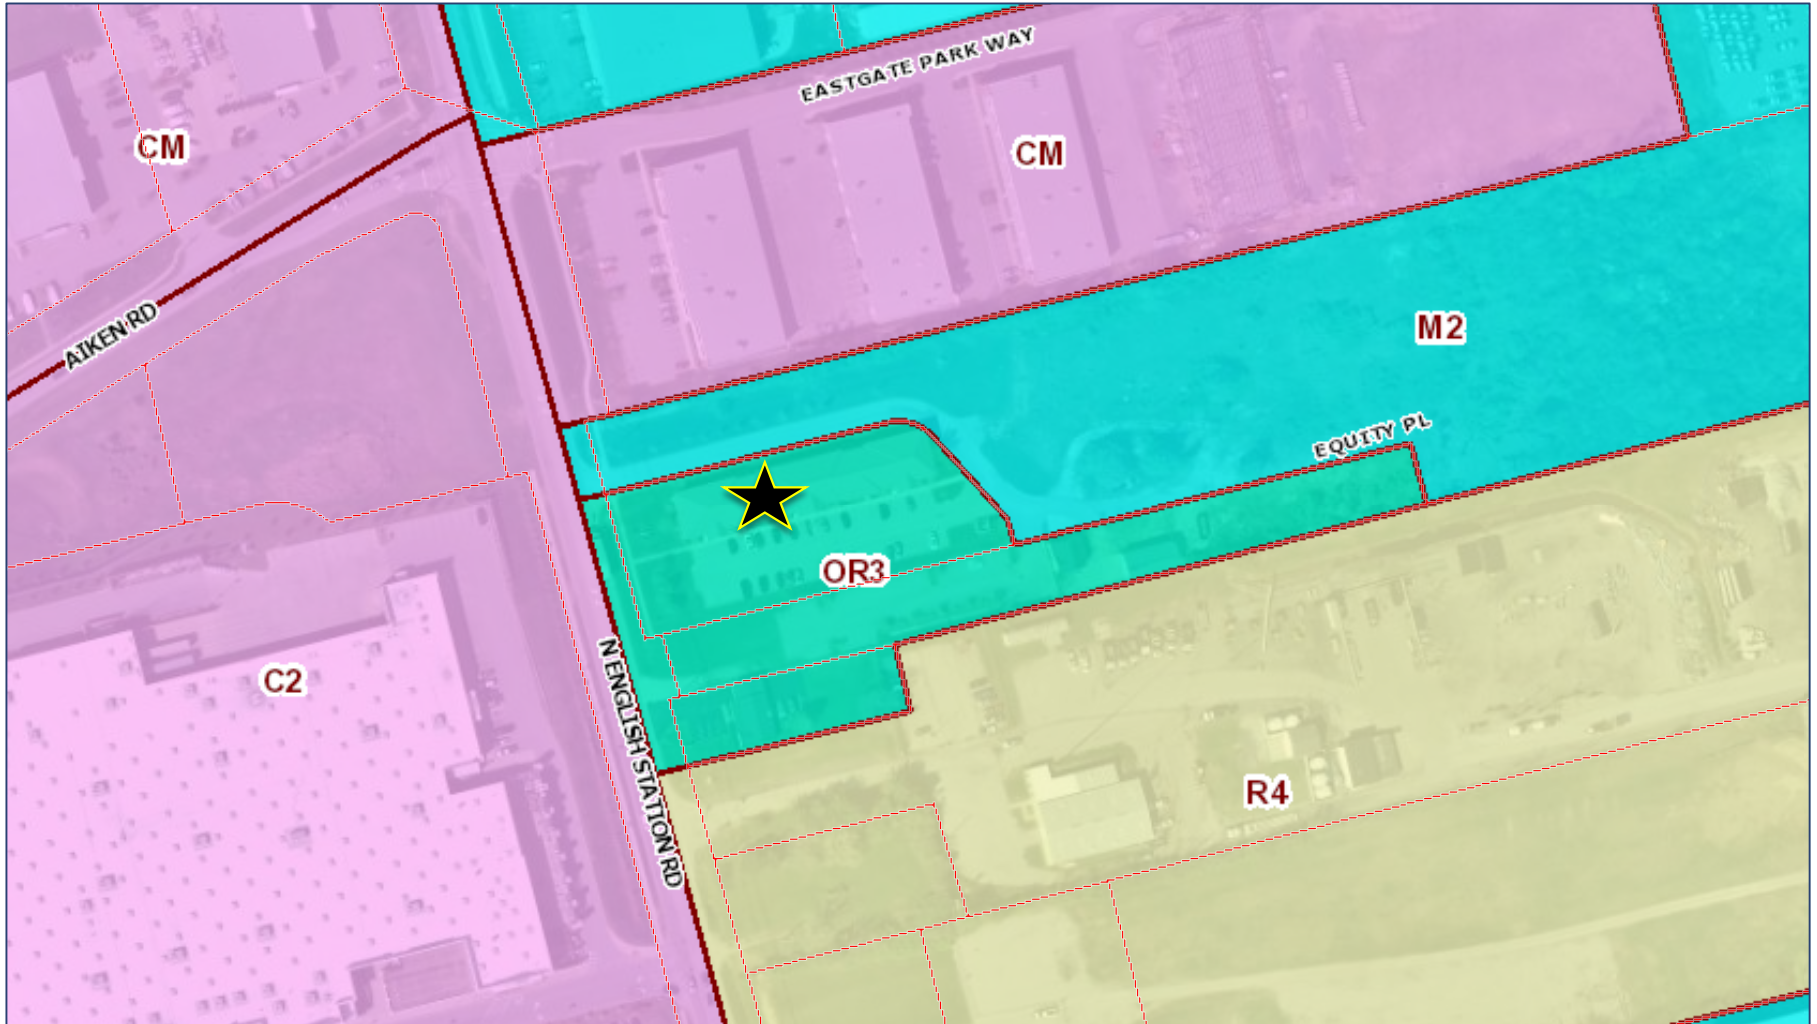 EASTGATE PARK WAY
CM
CM
AIKEN RD
M2
EQUITY PL
OR3
N ENGLISH STATION RD
C2
R4